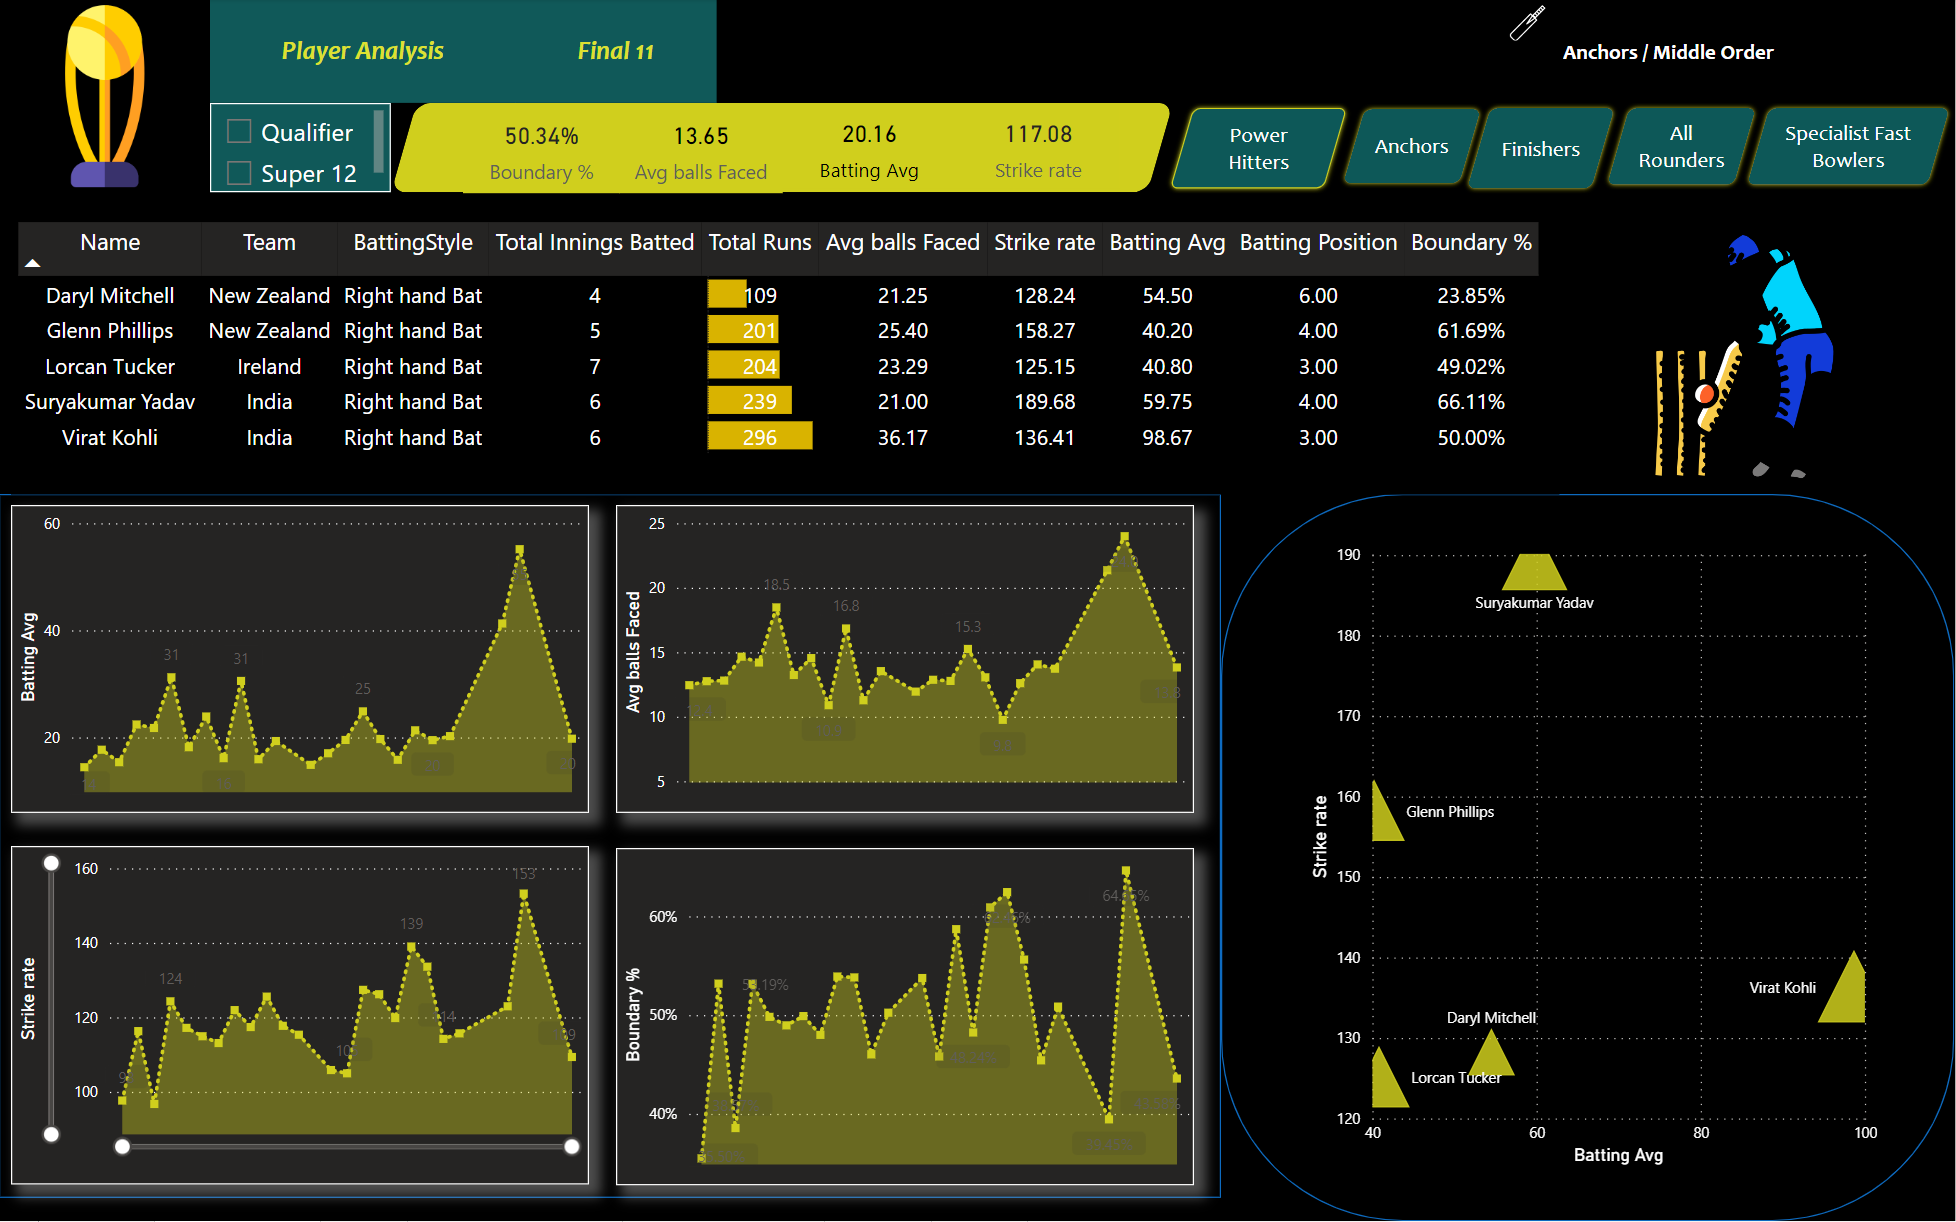 Player Analysis
Final 11
Anchors / Middle Order
Qualifier
Super 12
50.34%
Boundary %
13.65
Avg balls Faced
20.16
Batting Avg
117.08
Strike rate
Power
Hitters
Anchors
Finishers
All
Rounders
Specialist Fast
Bowlers
Name Team BattingStyle Total Innings Batted Total Runs Avg balls Faced Strike rate Batting Avg Batting Position Boundary %
Daryl Mitchell New Zealand Right hand Bat 4 109 21.25 128.24 54.50 6.00 23.85%
Glenn Phillips New Zealand Right hand Bat 5 201 25.40 158.27 40.20 4.00 61.69%
Lorcan Tucker Ireland Right hand Bat 7 204 23.29 125.15 40.80 3.00 49.02%
Suryakumar Yadav India Right hand Bat 6 239 21.00 189.68 59.75 4.00 66.11%
Virat Kohli India Right hand Bat 6 296 36.17 136.41 98.67 3.00 50.00%
Batting Avg
60
40
20
31
31
25
Avg balls Faced
25
20
15
10
5
18.5
16.8
15.3
Strike rate
160
140
120
100
124
139
153
Boundary %
60%
50%
40%
Strike rate
190
180
170
160
150
140
130
120
Suryakumar Yadav
Glenn Phillips
Virat Kohli
Daryl Mitchell
Lorcan Tucker
40
60
80
100
Batting Avg